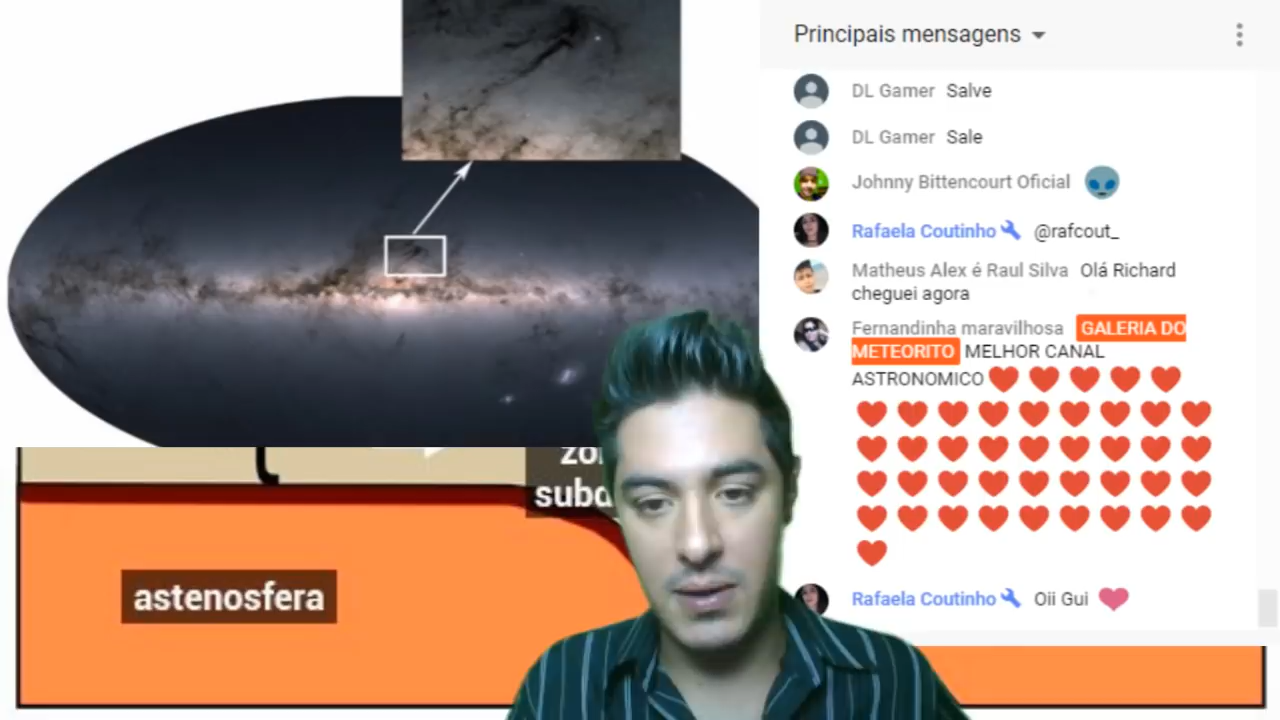 Principais mensagens
DL Gamer Salve
DL Gamer Sale
Johnny Bittencourt Oficial
Rafaela Coutinho @rafcout_
Matheus Alex é Raul Silva Olá Richard
cheguei agora
Fernandinha maravilhosa GALERIA DO
METEORITO MELHOR CANAL
ASTRONOMICO
Rafaela Coutinho Oii Gui
astenosfera